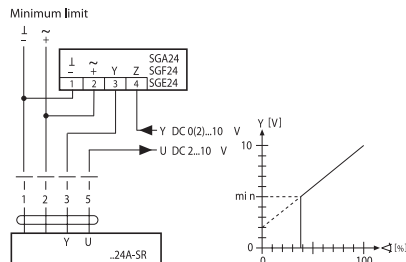 Minimum limit
⊥ ~
– +
SGA24
SGF24
SGE24
⊥ ~ Y Z
– +
1 2 3 4
Y DC 0(2)...10 V
U DC 2...10 V
1 2 3 5
Y U
..24A-SR
Y [V]
10
min
0
0 100
[%]